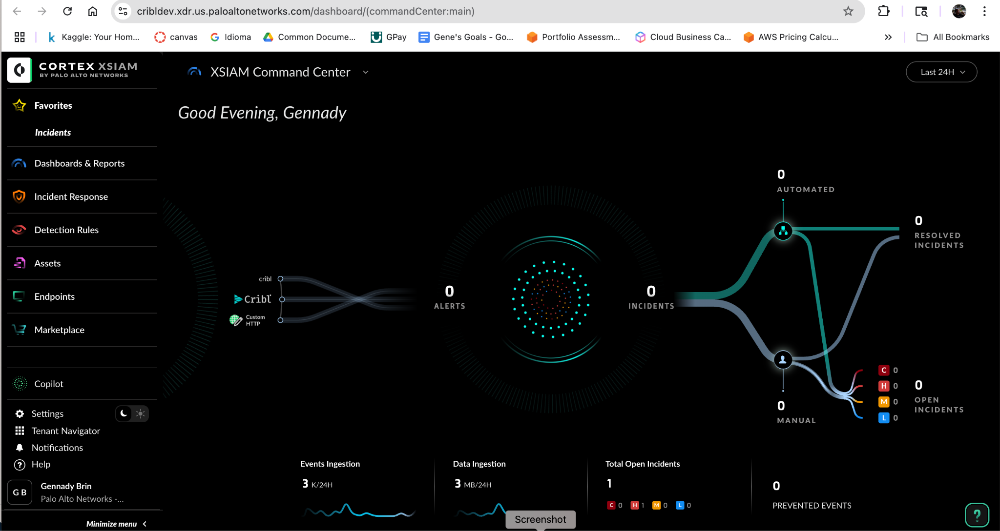 cribldev.xdr.us.paloaltonetworks.com/dashboard/(commandCenter:main)
Kaggle: Your Hom...
canvas
Idioma
Common Docume...
GPay
Gene's Goals - Go...
Portfolio Assessm...
Cloud Business Ca...
AWS Pricing Calcu...
All Bookmarks
CORTEX XSIAM
BY PALO ALTO NETWORKS
XSIAM Command Center
Last 24H
Favorites
Incidents
Dashboards & Reports
Incident Response
Detection Rules
Assets
Endpoints
Marketplace
Copilot
Settings
Tenant Navigator
Notifications
? Help
G B
Gennady Brin
Palo Alto Networks -...
Minimize menu <
Good Evening, Gennady
cribl
Cribl
Custom
HTTP
0
ALERTS
0
INCIDENTS
0
AUTOMATED
0
RESOLVED
INCIDENTS
0
MANUAL
C 0
H 0
M 0
L 0
0
OPEN
INCIDENTS
Events Ingestion
3 K/24H
Data Ingestion
3 MB/24H
Total Open Incidents
1
C 0 H 1 M 0 L 0
0
PREVENTED EVENTS
Screenshot
?